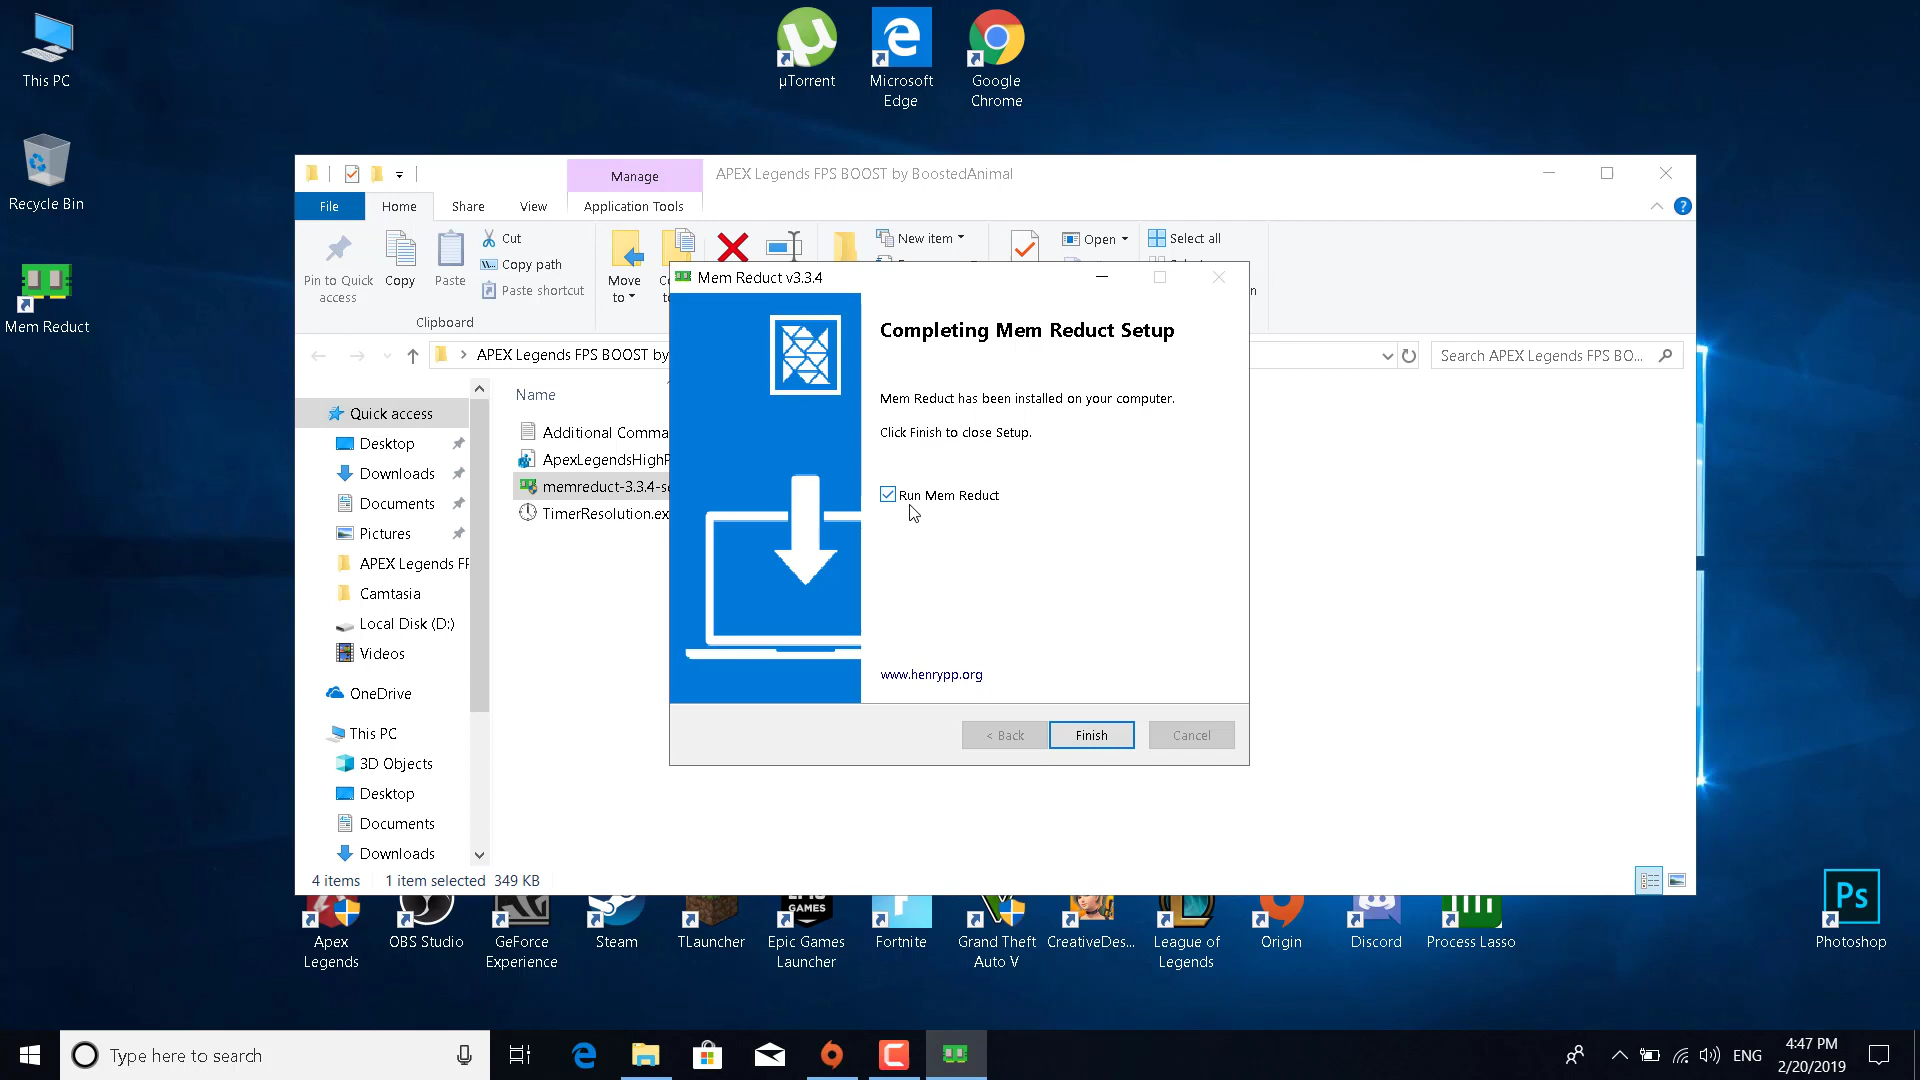 This PC
Recycle Bin
Mem Reduct
µTorrent
Microsoft
Edge
Google
Chrome
Manage
APEX Legends FPS BOOST by BoostedAnimal
File
Home
Share
View
Application Tools
Pin to Quick
access
Copy
Paste
Cut
Copy path
Paste shortcut
Clipboard
Move
to
New item
Open
Select all
Mem Reduct v3.3.4
Completing Mem Reduct Setup
Mem Reduct has been installed on your computer.
Click Finish to close Setup.
Run Mem Reduct
www.henrypp.org
< Back
Finish
Cancel
APEX Legends FPS BOOST by
Search APEX Legends FPS BO...
Name
Additional Comma
ApexLegendsHighP
memreduct-3.3.4-se
TimerResolution.ex
Quick access
Desktop
Downloads
Documents
Pictures
APEX Legends FP
Camtasia
Local Disk (D:)
Videos
OneDrive
This PC
3D Objects
Desktop
Documents
Downloads
4 items
1 item selected 349 KB
Apex
Legends
OBS Studio
GeForce
Experience
Steam
TLauncher
GAMES
Epic Games
Launcher
Fortnite
Grand Theft
Auto V
CreativeDes...
League of
Legends
Origin
Discord
Process Lasso
Ps
Photoshop
Type here to search
ENG
4:47 PM
2/20/2019